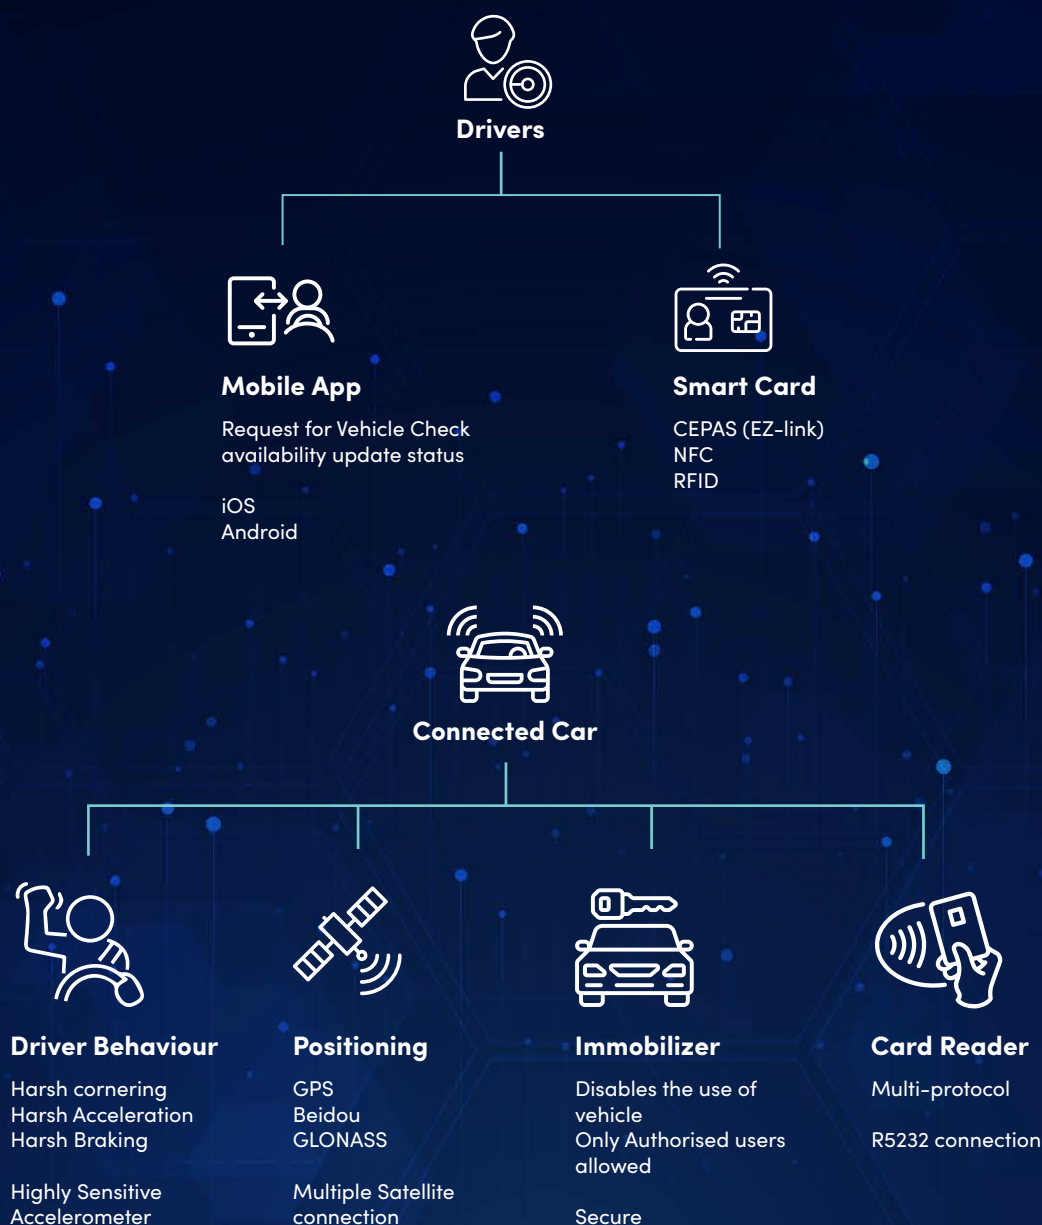 Drivers
Mobile App
Request for Vehicle Check
availability update status
iOS
Android
Smart Card
CEPAS (EZ-link)
NFC
RFID
Connected Car
Driver Behaviour
Harsh cornering
Harsh Acceleration
Harsh Braking
Highly Sensitive
Accelerometer
Positioning
GPS
Beidou
GLONASS
Multiple Satellite
connection
Immobilizer
Disables the use of
vehicle
Only Authorised users
allowed
Secure
Card Reader
Multi-protocol
R5232 connection